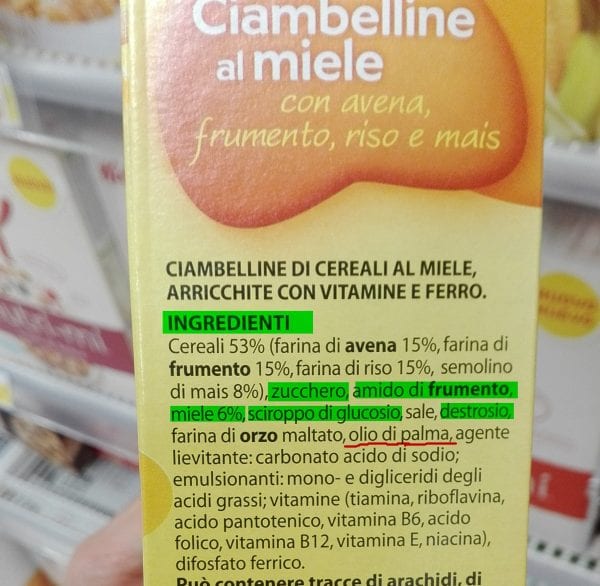 Ciambelline
al miele
con avena,
frumento, riso e mais
CIAMBELLINE DI CEREALI AL MIELE,
ARRICCHITE CON VITAMINE E FERRO.
INGREDIENTI
Cereali 53% (farina di avena 15%, farina di
frumento 15%, farina di riso 15%, semolino
di mais 8%), zucchero, amido di frumento,
miele 6%, sciroppo di glucosio, sale, destrosio,
farina di orzo maltato, olio di palma, agente
lievitante: carbonato acido di sodio;
emulsionanti: mono- e digliceridi degli
acidi grassi; vitamine (tiamina, riboflavina,
acido pantotenico, vitamina B6, acido
folico, vitamina B12, vitamina E, niacina),
difosfato ferrico.
Può contenere tracce di arachidi, di